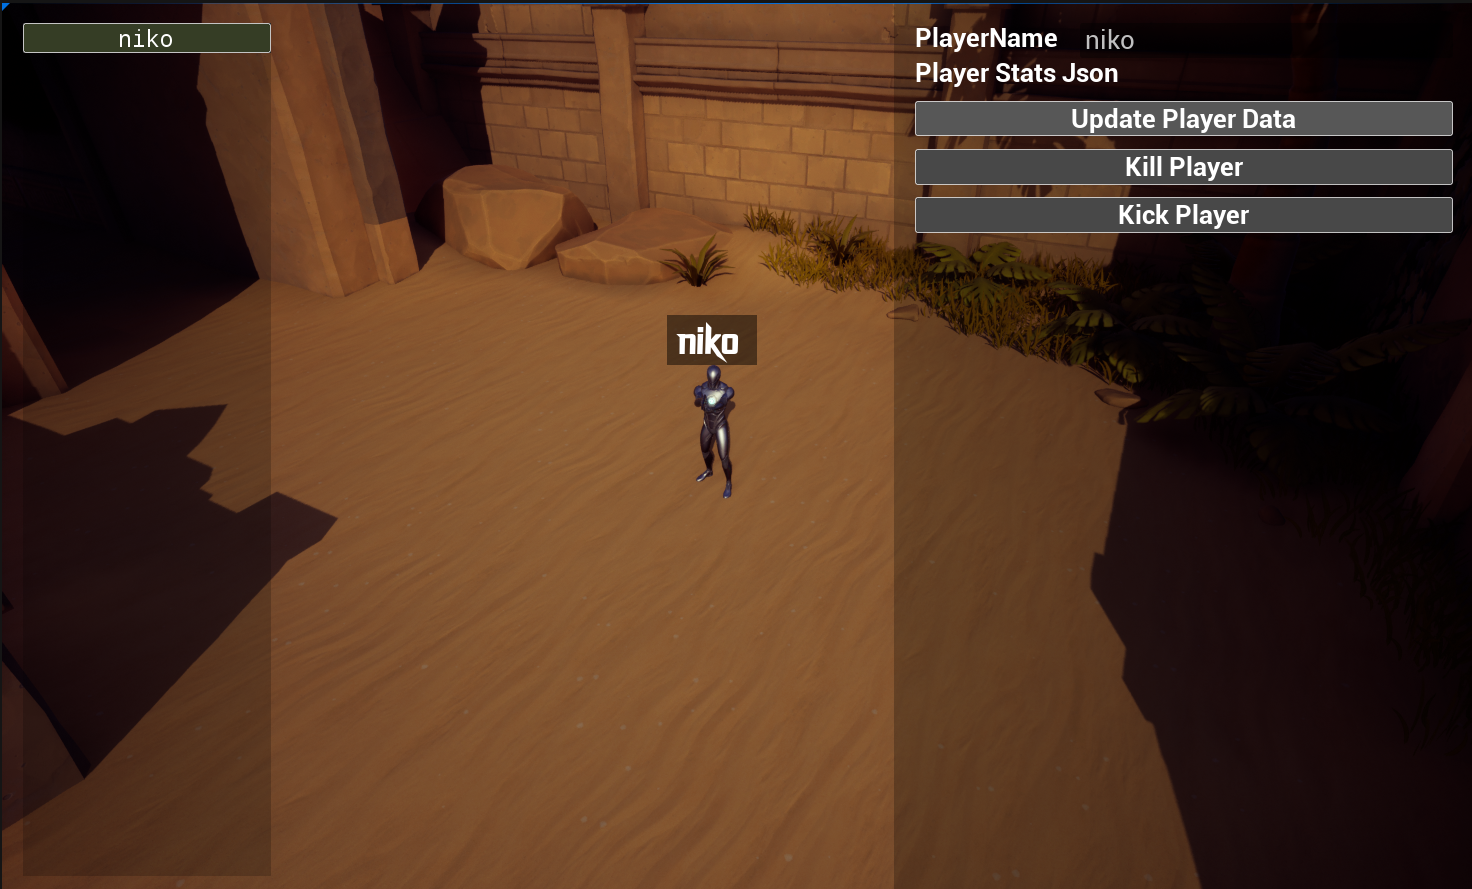 niko
PlayerName niko
Player Stats Json
Update Player Data
Kill Player
Kick Player
niko